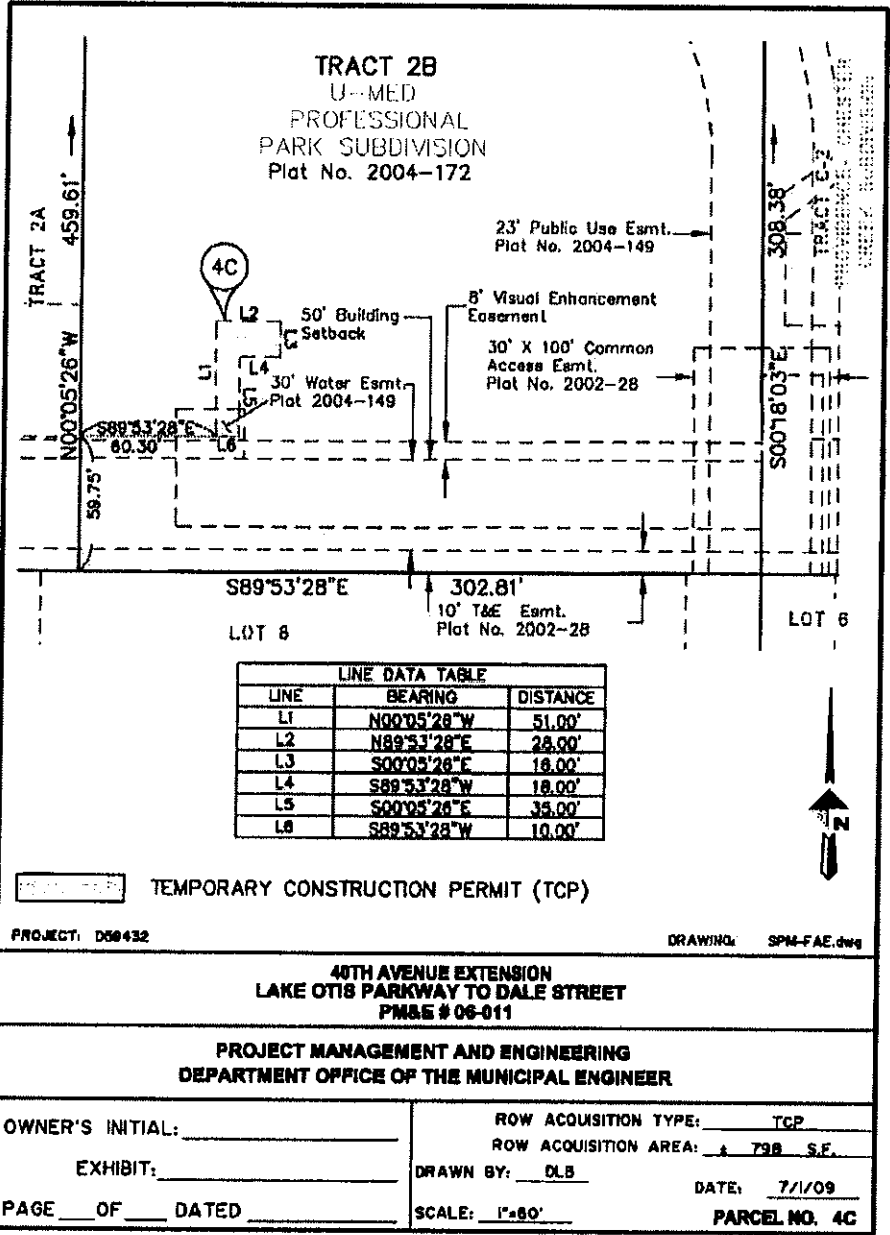 TRACT 2B
U-MED
PROFESSIONAL
PARK SUBDIVISION
Plat No. 2004-172
TRACT 2A
459.61'
N00°05'26"W
4C
L2
L3
L1
L4
L5
L6
50' Building
Setback
30' Water Esmt.
Plat 2004-149
23' Public Use Esmt.
Plat No. 2004-149
8' Visual Enhancement
Easement
30' X 100' Common
Access Esmt.
Plat No. 2002-28
308.38'
S00°18'03"E
TRACT C-2
S89°53'28"E
60.30'
59.75'
S89°53'28"E 302.81'
10' T&E Esmt.
Plat No. 2002-28
LOT 8
LOT 6
LINE DATA TABLE
LINE BEARING DISTANCE
L1 N00°05'26"W 51.00'
L2 N89°53'28"E 28.00'
L3 S00°05'26"E 16.00'
L4 S89°53'28"W 18.00'
L5 S00°05'26"E 35.00'
L6 S89°53'28"W 10.00'
N
TEMPORARY CONSTRUCTION PERMIT (TCP)
PROJECT: D59432
DRAWING: SPM-FAE.dwg
40TH AVENUE EXTENSION
LAKE OTIS PARKWAY TO DALE STREET
PM&E # 06-011
PROJECT MANAGEMENT AND ENGINEERING
DEPARTMENT OFFICE OF THE MUNICIPAL ENGINEER
OWNER'S INITIAL:
EXHIBIT:
PAGE OF DATED
ROW ACQUISITION TYPE: TCP
ROW ACQUISITION AREA: ± 798 S.F.
DRAWN BY: DLB
DATE: 7/1/09
SCALE: 1"=60'
PARCEL NO. 4C